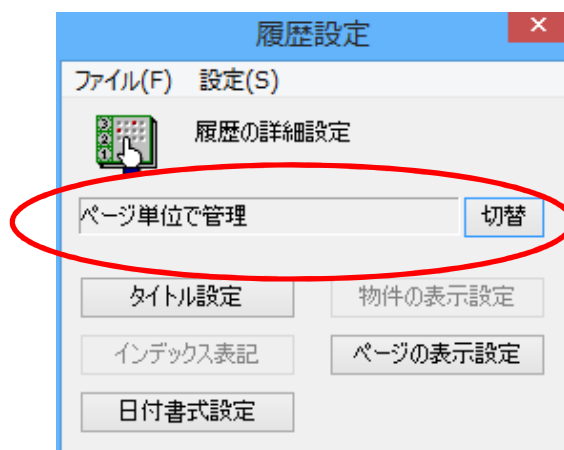 履歴設定
ファイル(F) 設定(S)
3
2
1
履歴の詳細設定
ページ単位で管理 切替
タイトル設定 物件の表示設定
インデックス表記 ページの表示設定
日付書式設定